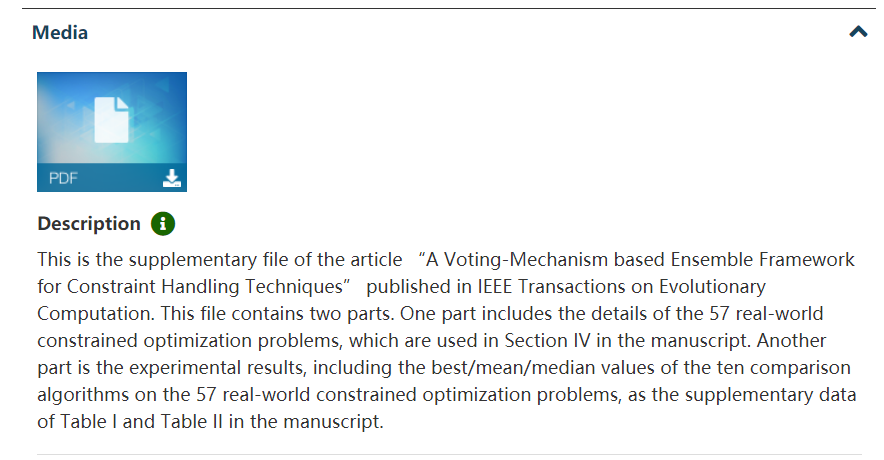 Media
PDF
Description
This is the supplementary file of the article “A Voting-Mechanism based Ensemble Framework
for Constraint Handling Techniques” published in IEEE Transactions on Evolutionary
Computation. This file contains two parts. One part includes the details of the 57 real-world
constrained optimization problems, which are used in Section IV in the manuscript. Another
part is the experimental results, including the best/mean/median values of the ten comparison
algorithms on the 57 real-world constrained optimization problems, as the supplementary data
of Table I and Table II in the manuscript.